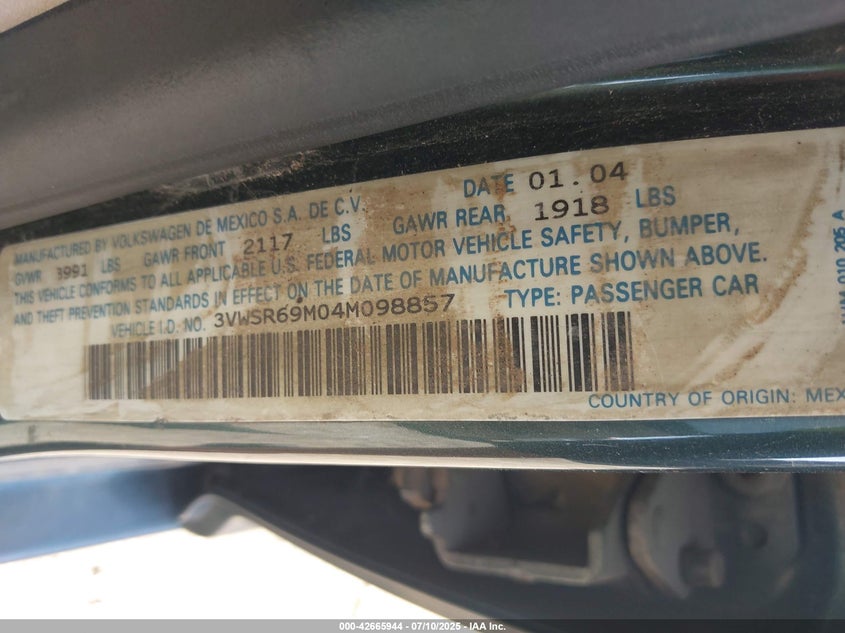 MANUFACTURED BY VOLKSWAGEN DE MEXICO S.A. DE C.V. DATE 01.04
GVWR 3991 LBS GAWR FRONT 2117 LBS GAWR REAR 1918 LBS
THIS VEHICLE CONFORMS TO ALL APPLICABLE U.S. FEDERAL MOTOR VEHICLE SAFETY, BUMPER,
AND THEFT PREVENTION STANDARDS IN EFFECT ON THE DATE OF MANUFACTURE SHOWN ABOVE.
VEHICLE I.D. NO. 3VWSR69M04M098857 TYPE: PASSENGER CAR
COUNTRY OF ORIGIN: MEX
010 205 A
000-42665944 / 07/10/2025 - IAA Inc.